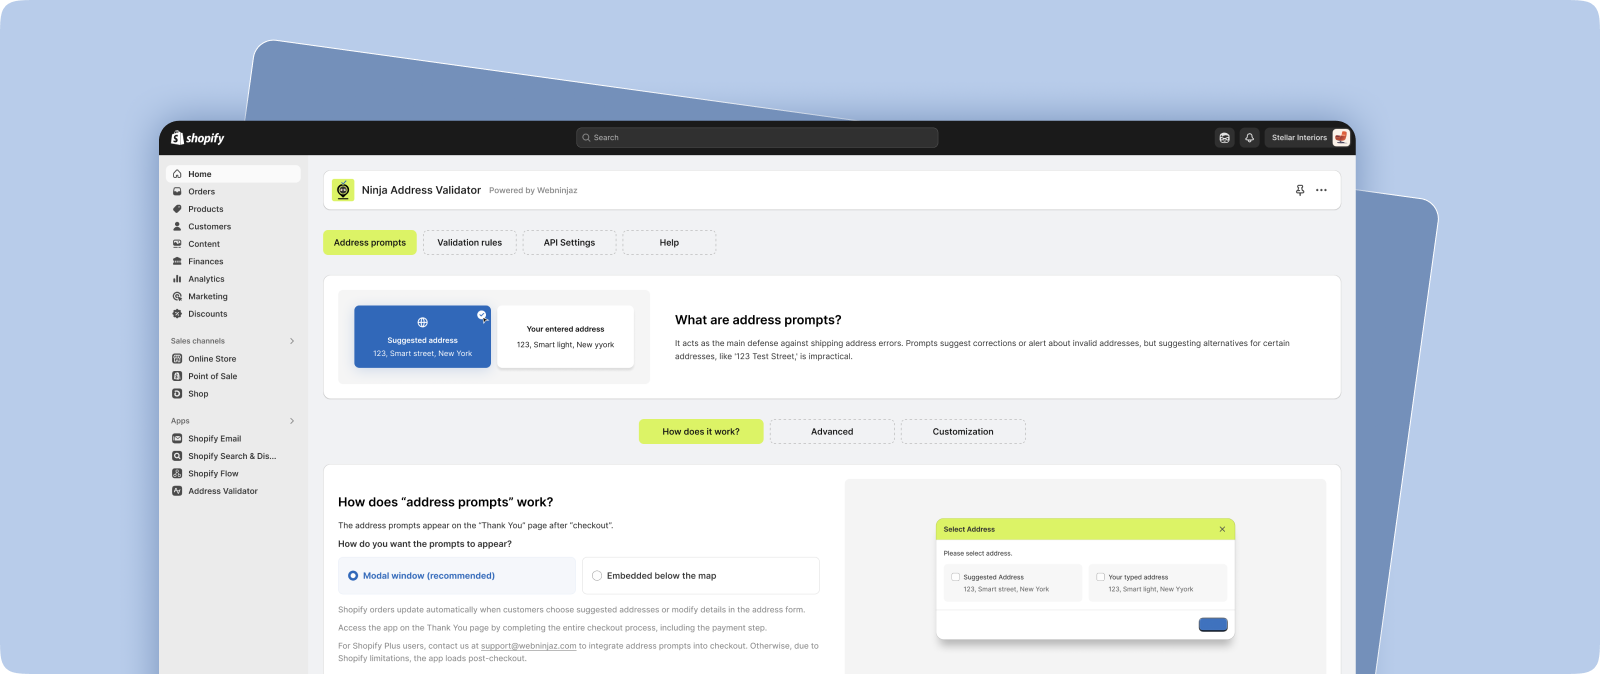 shopify
Search
Stellar Interiors
Home
Orders
Products
Customers
Content
Finances
Analytics
Marketing
Discounts
Sales channels
Online Store
Point of Sale
Shop
Apps
Shopify Email
Shopify Search & Dis...
Shopify Flow
Address Validator
Ninja Address Validator Powered by Webninjaz
Address prompts Validation rules API Settings Help
Suggested address
123, Smart street, New York
Your entered address
123, Smart light, New yyork
What are address prompts?
It acts as the main defense against shipping address errors. Prompts suggest corrections or alert about invalid addresses, but suggesting alternatives for certain
addresses, like '123 Test Street,' is impractical.
How does it work? Advanced Customization
How does “address prompts” work?
The address prompts appear on the “Thank You” page after “checkout”.
How do you want the prompts to appear?
Modal window (recommended) Embedded below the map
Shopify orders update automatically when customers choose suggested addresses or modify details in the address form.
Access the app on the Thank You page by completing the entire checkout process, including the payment step.
For Shopify Plus users, contact us at support@webninjaz.com to integrate address prompts into checkout. Otherwise, due to
Shopify limitations, the app loads post-checkout.
Select Address
Please select address.
Suggested Address
123, Smart street, New York
Your typed address
123, Smart light, New Yyork